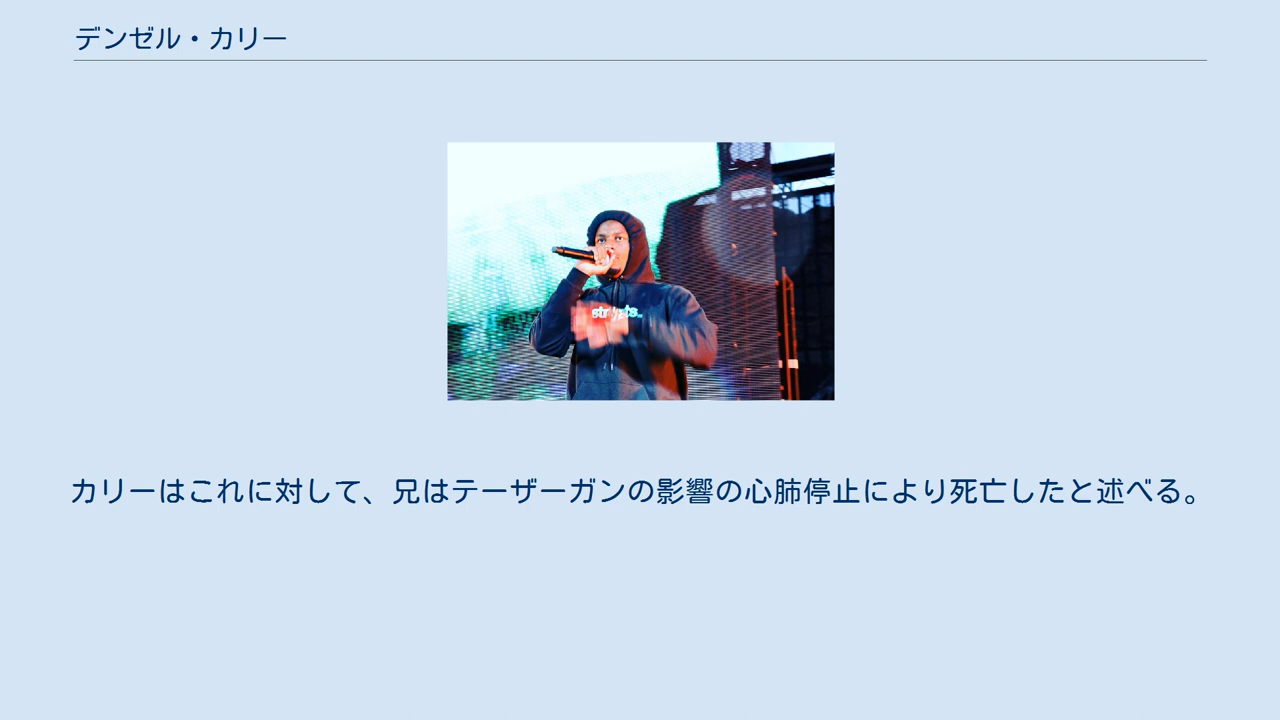 デンゼル・カリー
カリーはこれに対して、兄はテーザーガンの影響の心肺停止により死亡したと述べる。